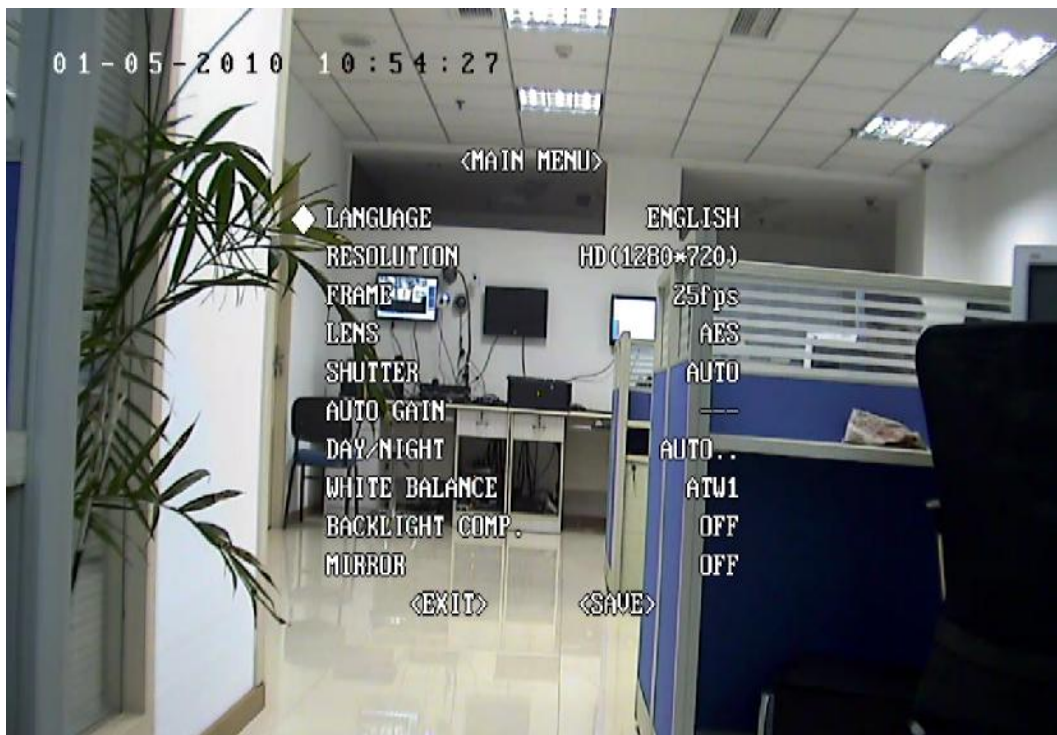 01-05-2010 10:54:27
<MAIN MENU>
LANGUAGE ENGLISH
RESOLUTION HD(1280*720)
FRAME 25fps
LENS AES
SHUTTER AUTO
AUTO GAIN ---
DAY/NIGHT AUTO..
WHITE BALANCE ATW1
BACKLIGHT COMP. OFF
MIRROR OFF
<EXIT> <SAVE>